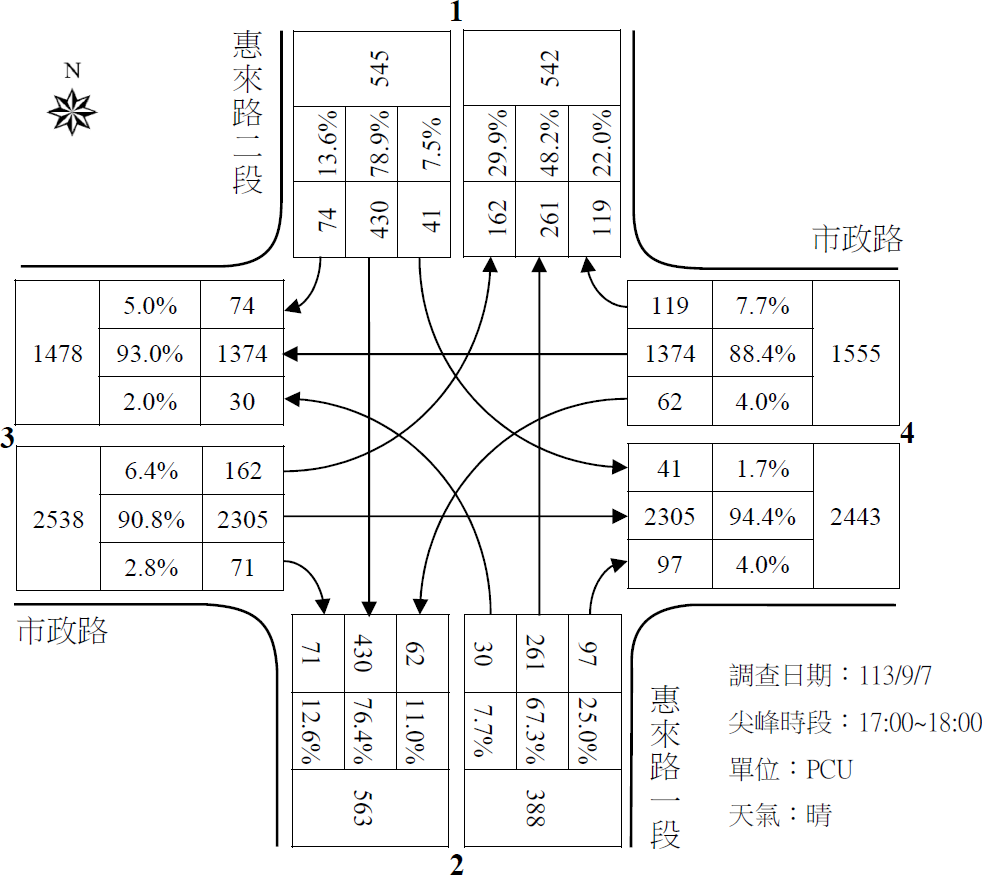 1
N
惠來路二段
545
542
13.6% 78.9% 7.5%
29.9% 48.2% 22.0%
74 430 41
162 261 119
市政路
1478
5.0% 74
93.0% 1374
2.0% 30
119 7.7%
1374 88.4%
62 4.0%
1555
3
4
2538
6.4% 162
90.8% 2305
2.8% 71
41 1.7%
2305 94.4%
97 4.0%
2443
市政路
71 430 62
30 261 97
12.6% 76.4% 11.0%
7.7% 67.3% 25.0%
563
388
2
惠來路一段
調查日期：113/9/7
尖峰時段：17:00~18:00
單位：PCU
天氣：晴